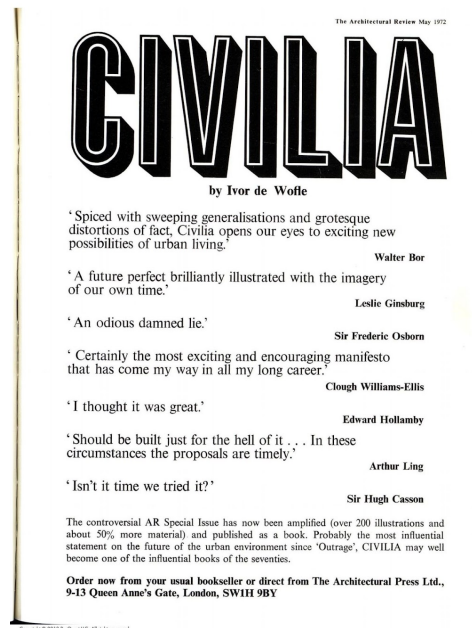 The Architectural Review May 1972
CIVILIA
by Ivor de Wofle
‘Spiced with sweeping generalisations and grotesque
distortions of fact, Civilia opens our eyes to exciting new
possibilities of urban living.’
Walter Bor
‘A future perfect brilliantly illustrated with the imagery
of our own time.’
Leslie Ginsburg
‘An odious damned lie.’
Sir Frederic Osborn
‘ Certainly the most exciting and encouraging manifesto
that has come my way in all my long career.’
Clough Williams-Ellis
‘I thought it was great.’
Edward Hollamby
‘Should be built just for the hell of it . . . In these
circumstances the proposals are timely.’
Arthur Ling
‘Isn’t it time we tried it?’
Sir Hugh Casson
The controversial AR Special Issue has now been amplified (over 200 illustrations and
about 50% more material) and published as a book. Probably the most influential
statement on the future of the urban environment since ‘Outrage’, CIVILIA may well
become one of the influential books of the seventies.
Order now from your usual bookseller or direct from The Architectural Press Ltd.,
9-13 Queen Anne’s Gate, London, SW1H 9BY